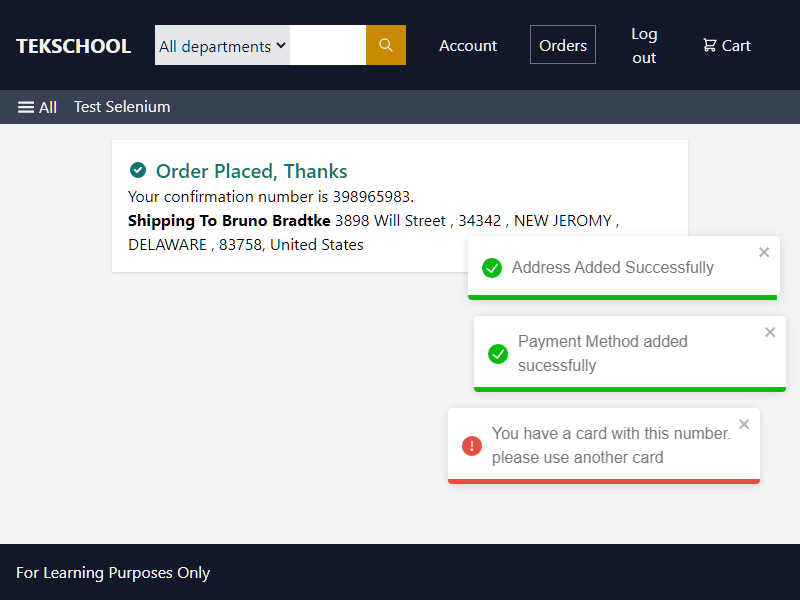 TEKSCHOOL
All departments
Account
Orders
Log
out
Cart
All
Test Selenium
Order Placed, Thanks
Your confirmation number is 398965983.
Shipping To Bruno Bradtke 3898 Will Street , 34342 , NEW JEROMY ,
DELAWARE , 83758, United States
Address Added Successfully
Payment Method added
sucessfully
You have a card with this number.
please use another card
For Learning Purposes Only